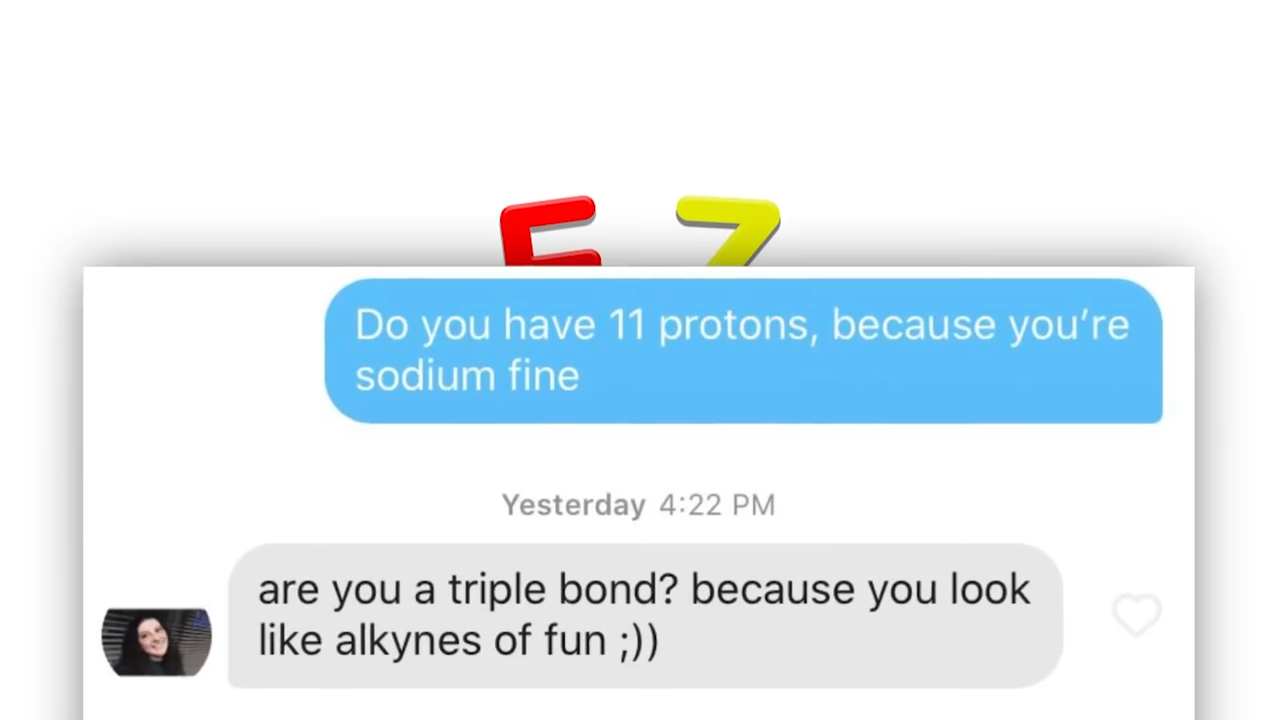 E Z
Do you have 11 protons, because you’re
sodium fine
Yesterday 4:22 PM
are you a triple bond? because you look
like alkynes of fun ;))